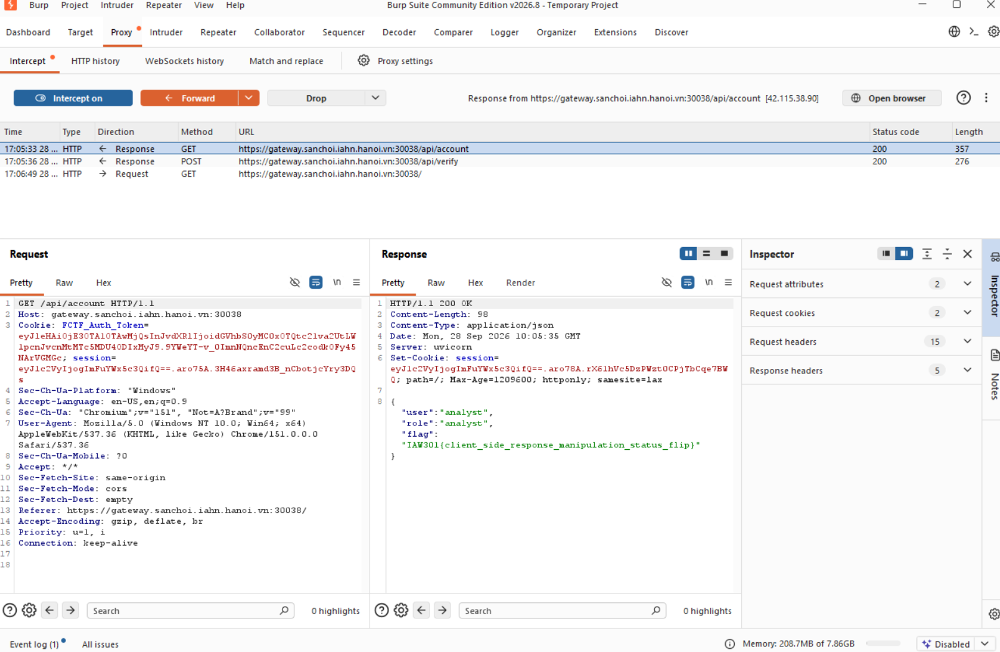 Burp Project Intruder Repeater View Help Burp Suite Community Edition v2026.8 - Temporary Project
Dashboard Target Proxy Intruder Repeater Collaborator Sequencer Decoder Comparer Logger Organizer Extensions Discover
Intercept HTTP history WebSockets history Match and replace Proxy settings
Intercept on Forward Drop Response from https://gateway.sanchoi.iahn.hanoi.vn:30038/api/account [42.115.38.90] Open browser
Time Type Direction Method URL Status code Length
17:05:33 28 ... HTTP ← Response GET https://gateway.sanchoi.iahn.hanoi.vn:30038/api/account 200 357
17:05:36 28 ... HTTP ← Response POST https://gateway.sanchoi.iahn.hanoi.vn:30038/api/verify 200 276
17:06:49 28 ... HTTP → Request GET https://gateway.sanchoi.iahn.hanoi.vn:30038/
Request
Pretty Raw Hex \n
1 GET /api/account HTTP/1.1
2 Host: gateway.sanchoi.iahn.hanoi.vn:30038
3 Cookie: FCTF_Auth_Token=
4 Sec-Ch-Ua-Platform: "Windows"
5 Accept-Language: en-US,en;q=0.9
6 Sec-Ch-Ua: "Chromium";v="151", "Not=A?Brand";v="99"
7 User-Agent: Mozilla/5.0 (Windows NT 10.0; Win64; x64)
AppleWebKit/537.36 (KHTML, like Gecko) Chrome/151.0.0.0
Safari/537.36
8 Sec-Ch-Ua-Mobile: ?0
9 Accept: */*
10 Sec-Fetch-Site: same-origin
11 Sec-Fetch-Mode: cors
12 Sec-Fetch-Dest: empty
13 Referer: https://gateway.sanchoi.iahn.hanoi.vn:30038/
14 Accept-Encoding: gzip, deflate, br
15 Priority: u=1, i
16 Connection: keep-alive
17
18
Search 0 highlights
Response
Pretty Raw Hex Render \n
1 HTTP/1.1 200 OK
2 Content-Length: 98
3 Content-Type: application/json
4 Date: Mon, 28 Sep 2026 10:05:35 GMT
5 Server: uvicorn
6 Set-Cookie: session=
path=/; Max-Age=1209600; httponly; samesite=lax
7
8 {
"user":"analyst",
"role":"analyst",
"flag":
"IAW301{client_side_response_manipulation_status_flip}"
}
Search 0 highlights
Inspector
Request attributes 2
Request cookies 2
Request headers 15
Response headers 5
Inspector
Notes
Event log (1) All issues Memory: 208.7MB of 7.86GB Disabled